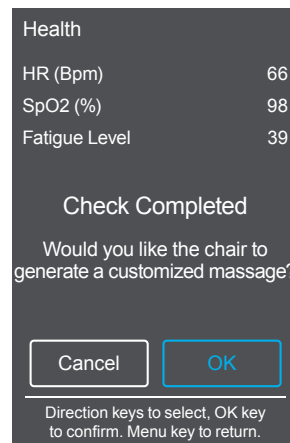 Health
HR (Bpm) 66
SpO2 (%) 98
Fatigue Level 39
Check Completed
Would you like the chair to
generate a customized massage?
Cancel OK
Direction keys to select, OK key
to confirm. Menu key to return.